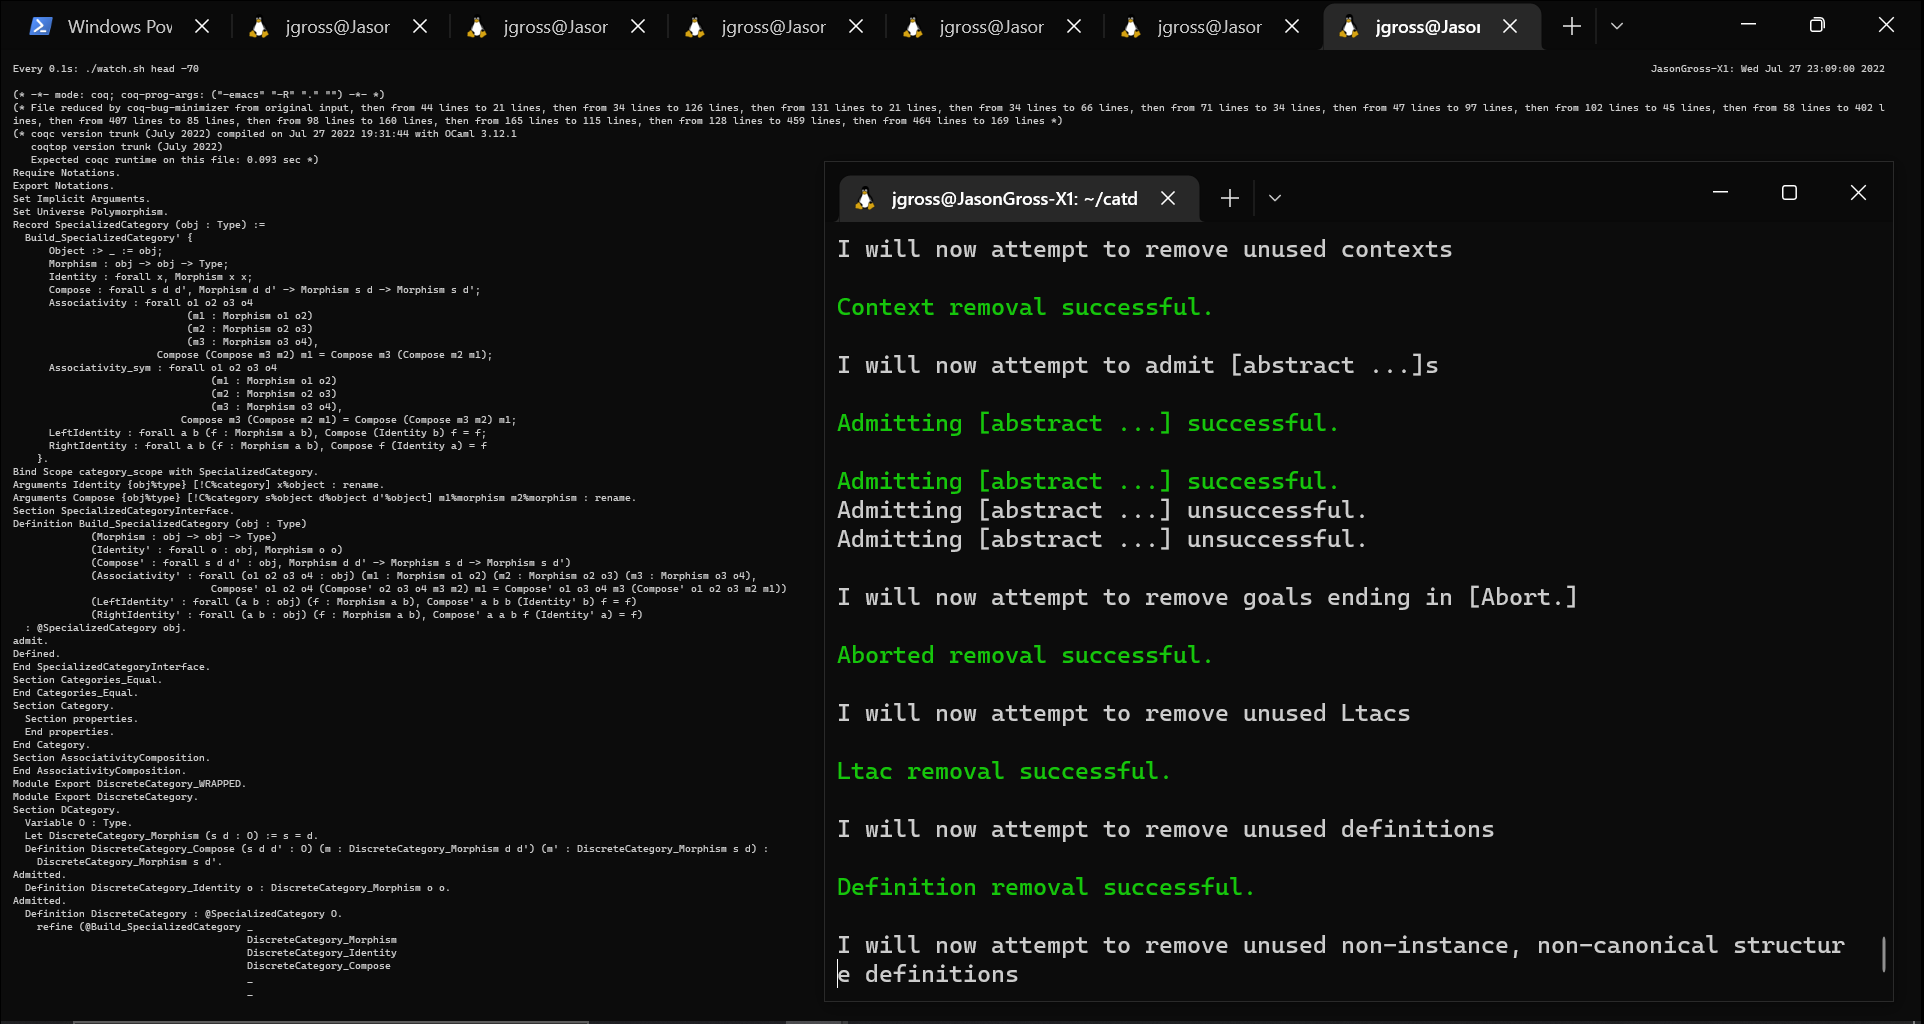 Windows Pov
jgross@Jasor
jgross@Jasor
jgross@Jasor
jgross@Jasor
jgross@Jasor
jgross@Jasor
Every 0.1s: ./watch.sh head -70
JasonGross-X1: Wed Jul 27 23:09:00 2022
(* -*- mode: coq; coq-prog-args: ("-emacs" "-R" "." "") -*- *)
(* File reduced by coq-bug-minimizer from original input, then from 44 lines to 21 lines, then from 34 lines to 126 lines, then from 131 lines to 21 lines, then from 34 lines to 66 lines, then from 71 lines to 34 lines, then from 47 lines to 97 lines, then from 102 lines to 45 lines, then from 58 lines to 402 l
ines, then from 407 lines to 85 lines, then from 98 lines to 160 lines, then from 165 lines to 115 lines, then from 128 lines to 459 lines, then from 464 lines to 169 lines *)
(* coqc version trunk (July 2022) compiled on Jul 27 2022 19:31:44 with OCaml 3.12.1
   coqtop version trunk (July 2022)
   Expected coqc runtime on this file: 0.093 sec *)
Require Notations.
Export Notations.
Set Implicit Arguments.
Set Universe Polymorphism.
Record SpecializedCategory (obj : Type) :=
  Build_SpecializedCategory' {
      Object :> _ := obj;
      Morphism : obj -> obj -> Type;
      Identity : forall x, Morphism x x;
      Compose : forall s d d', Morphism d d' -> Morphism s d -> Morphism s d';
      Associativity : forall o1 o2 o3 o4
                             (m1 : Morphism o1 o2)
                             (m2 : Morphism o2 o3)
                             (m3 : Morphism o3 o4),
                        Compose (Compose m3 m2) m1 = Compose m3 (Compose m2 m1);
      Associativity_sym : forall o1 o2 o3 o4
                                 (m1 : Morphism o1 o2)
                                 (m2 : Morphism o2 o3)
                                 (m3 : Morphism o3 o4),
                            Compose m3 (Compose m2 m1) = Compose (Compose m3 m2) m1;
      LeftIdentity : forall a b (f : Morphism a b), Compose (Identity b) f = f;
      RightIdentity : forall a b (f : Morphism a b), Compose f (Identity a) = f
    }.
Bind Scope category_scope with SpecializedCategory.
Arguments Identity {obj%type} [!C%category] x%object : rename.
Arguments Compose {obj%type} [!C%category s%object d%object d'%object] m1%morphism m2%morphism : rename.
Section SpecializedCategoryInterface.
Definition Build_SpecializedCategory (obj : Type)
             (Morphism : obj -> obj -> Type)
             (Identity' : forall o : obj, Morphism o o)
             (Compose' : forall s d d' : obj, Morphism d d' -> Morphism s d -> Morphism s d')
             (Associativity' : forall (o1 o2 o3 o4 : obj) (m1 : Morphism o1 o2) (m2 : Morphism o2 o3) (m3 : Morphism o3 o4),
                                 Compose' o1 o2 o4 (Compose' o2 o3 o4 m3 m2) m1 = Compose' o1 o3 o4 m3 (Compose' o1 o2 o3 m2 m1))
             (LeftIdentity' : forall (a b : obj) (f : Morphism a b), Compose' a b b (Identity' b) f = f)
             (RightIdentity' : forall (a b : obj) (f : Morphism a b), Compose' a a b f (Identity' a) = f)
  : @SpecializedCategory obj.
admit.
Defined.
End SpecializedCategoryInterface.
Section Categories_Equal.
End Categories_Equal.
Section Category.
  Section properties.
  End properties.
End Category.
Section AssociativityComposition.
End AssociativityComposition.
Module Export DiscreteCategory_WRAPPED.
Module Export DiscreteCategory.
Section DCategory.
  Variable O : Type.
  Let DiscreteCategory_Morphism (s d : O) := s = d.
  Definition DiscreteCategory_Compose (s d d' : O) (m : DiscreteCategory_Morphism d d') (m' : DiscreteCategory_Morphism s d) :
    DiscreteCategory_Morphism s d'.
Admitted.
  Definition DiscreteCategory_Identity o : DiscreteCategory_Morphism o o.
Admitted.
  Definition DiscreteCategory : @SpecializedCategory O.
    refine (@Build_SpecializedCategory _
                                       DiscreteCategory_Morphism
                                       DiscreteCategory_Identity
                                       DiscreteCategory_Compose
                                       _
                                       _
jgross@JasonGross-X1: ~/catd
I will now attempt to remove unused contexts
Context removal successful.
I will now attempt to admit [abstract ...]s
Admitting [abstract ...] successful.
Admitting [abstract ...] successful.
Admitting [abstract ...] unsuccessful.
Admitting [abstract ...] unsuccessful.
I will now attempt to remove goals ending in [Abort.]
Aborted removal successful.
I will now attempt to remove unused Ltacs
Ltac removal successful.
I will now attempt to remove unused definitions
Definition removal successful.
I will now attempt to remove unused non-instance, non-canonical structur
e definitions